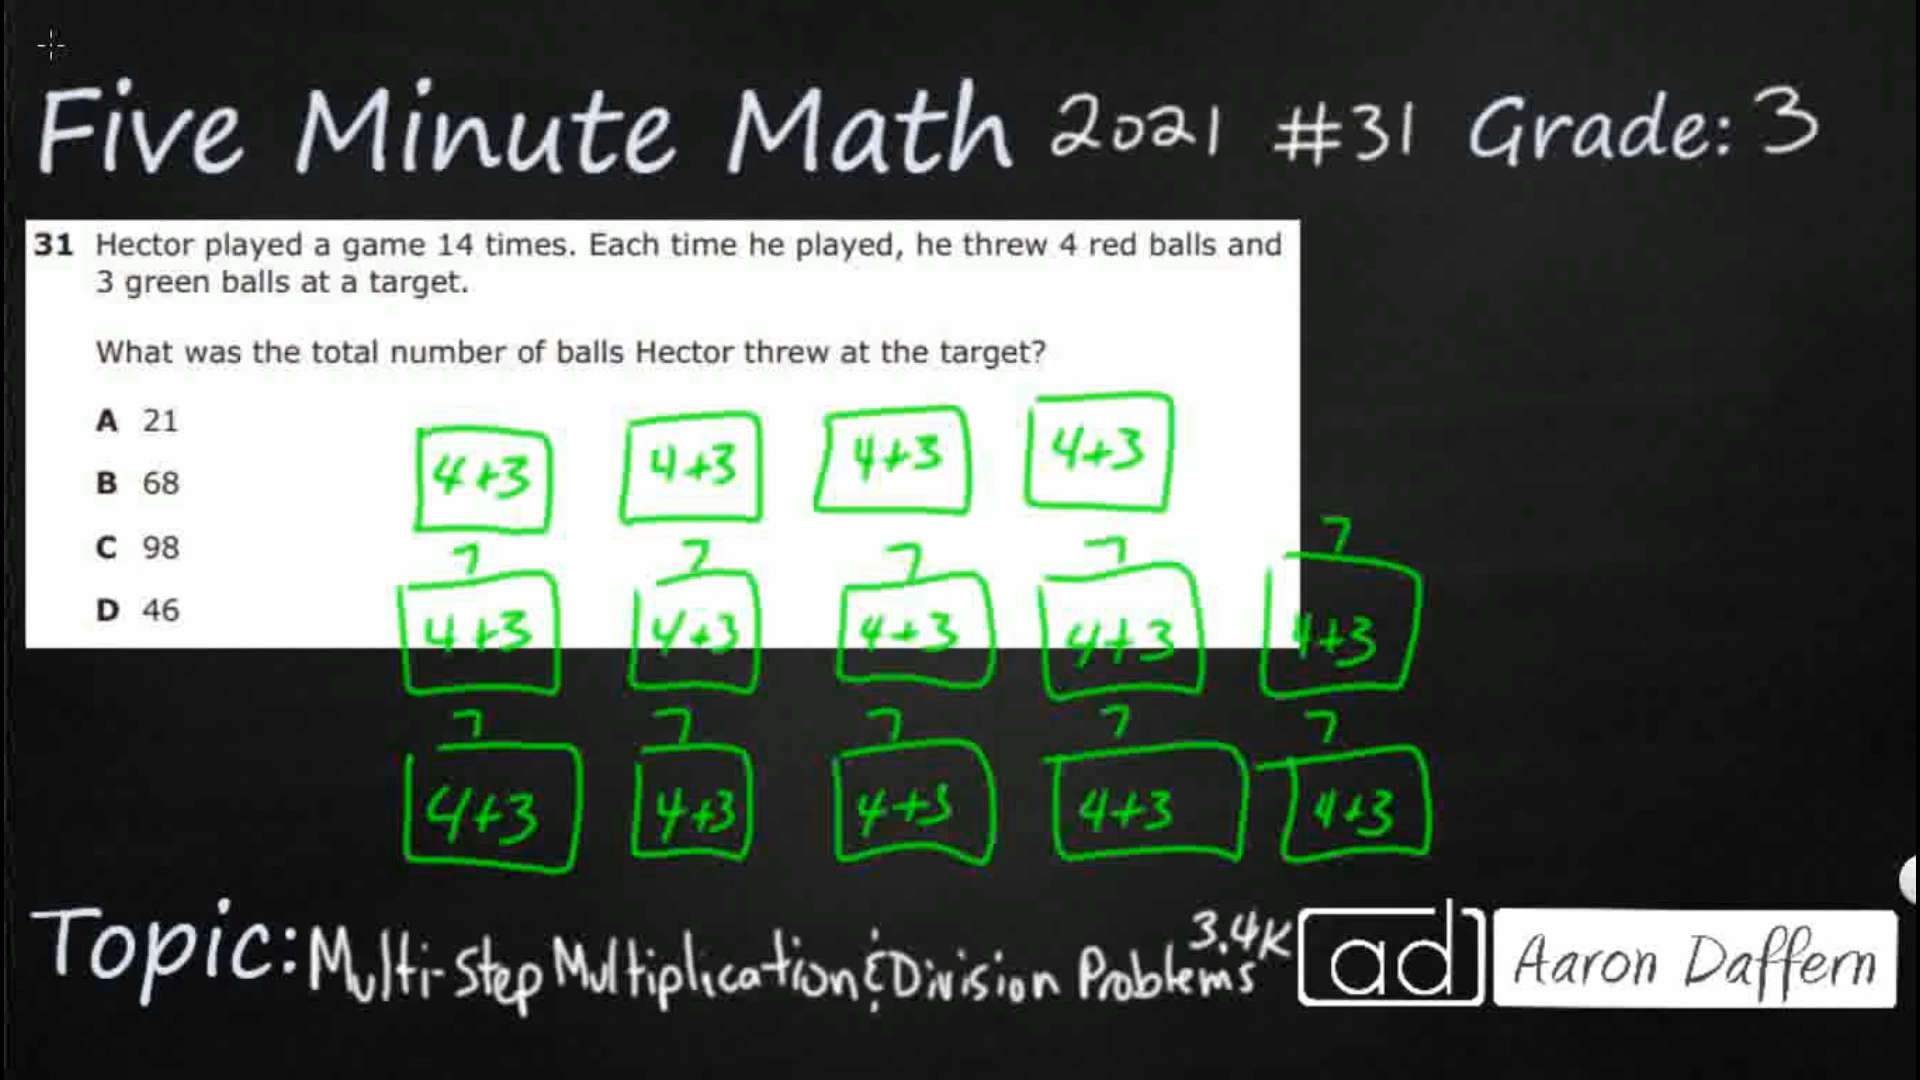 Five Minute Math 2021 #31 Grade: 3
31 Hector played a game 14 times. Each time he played, he threw 4 red balls and
3 green balls at a target.
What was the total number of balls Hector threw at the target?
A 21
B 68
C 98
D 46
4+3 4+3 4+3 4+3
7 7 7 7 7
4+3 4+3 4+3 4+3 4+3
7 7 7 7 7
4+3 4+3 4+3 4+3 4+3
Topic: Multi-Step Multiplication & Division Problems 3.4K
ad Aaron Daffern